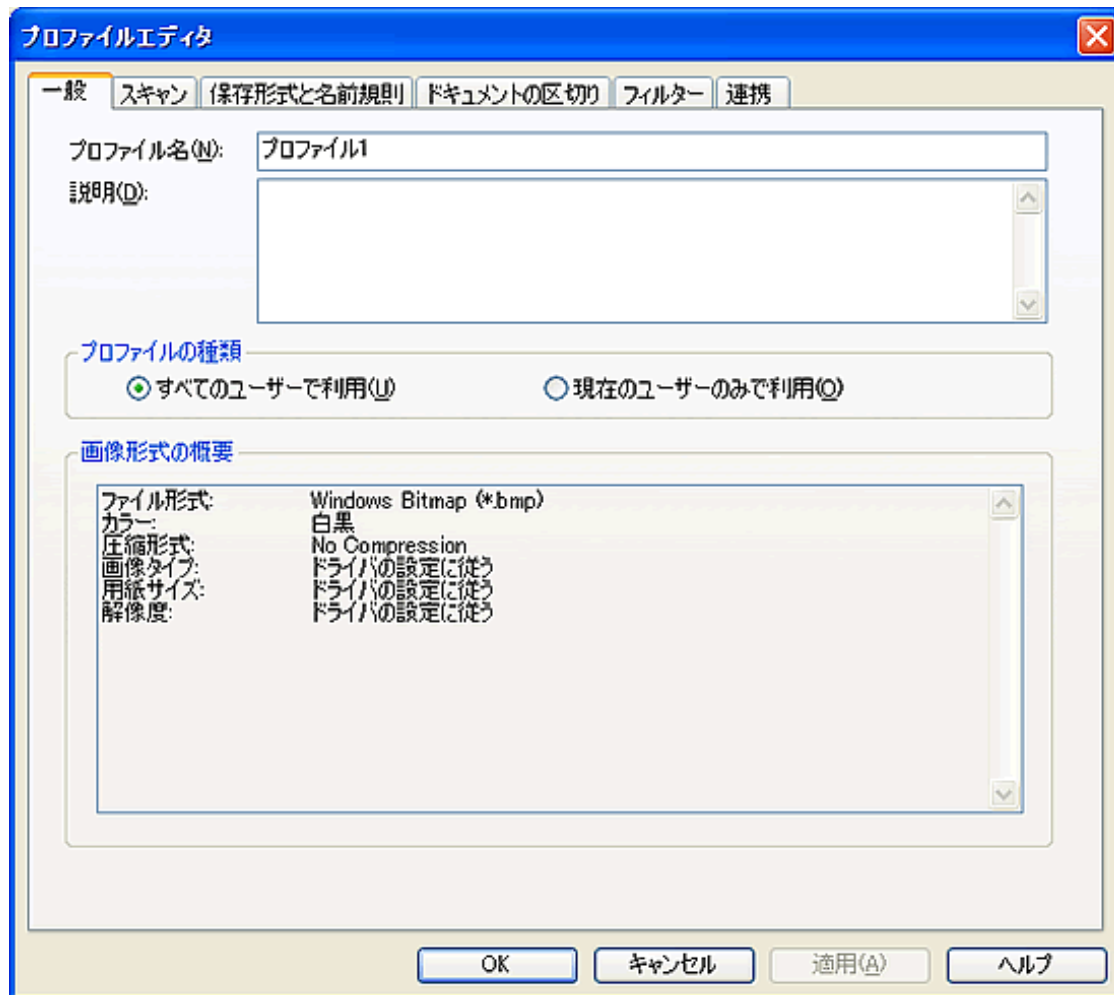 プロファイルエディタ
一般 スキャン 保存形式と名前規則 ドキュメントの区切り フィルター 連携
プロファイル名(N): プロファイル1
説明(D):
プロファイルの種類
すべてのユーザーで利用(U) 現在のユーザーのみで利用(O)
画像形式の概要
ファイル形式: Windows Bitmap (*.bmp)
カラー: 白黒
圧縮形式: No Compression
画像タイプ: ドライバの設定に従う
用紙サイズ: ドライバの設定に従う
解像度: ドライバの設定に従う
OK キャンセル 適用(A) ヘルプ